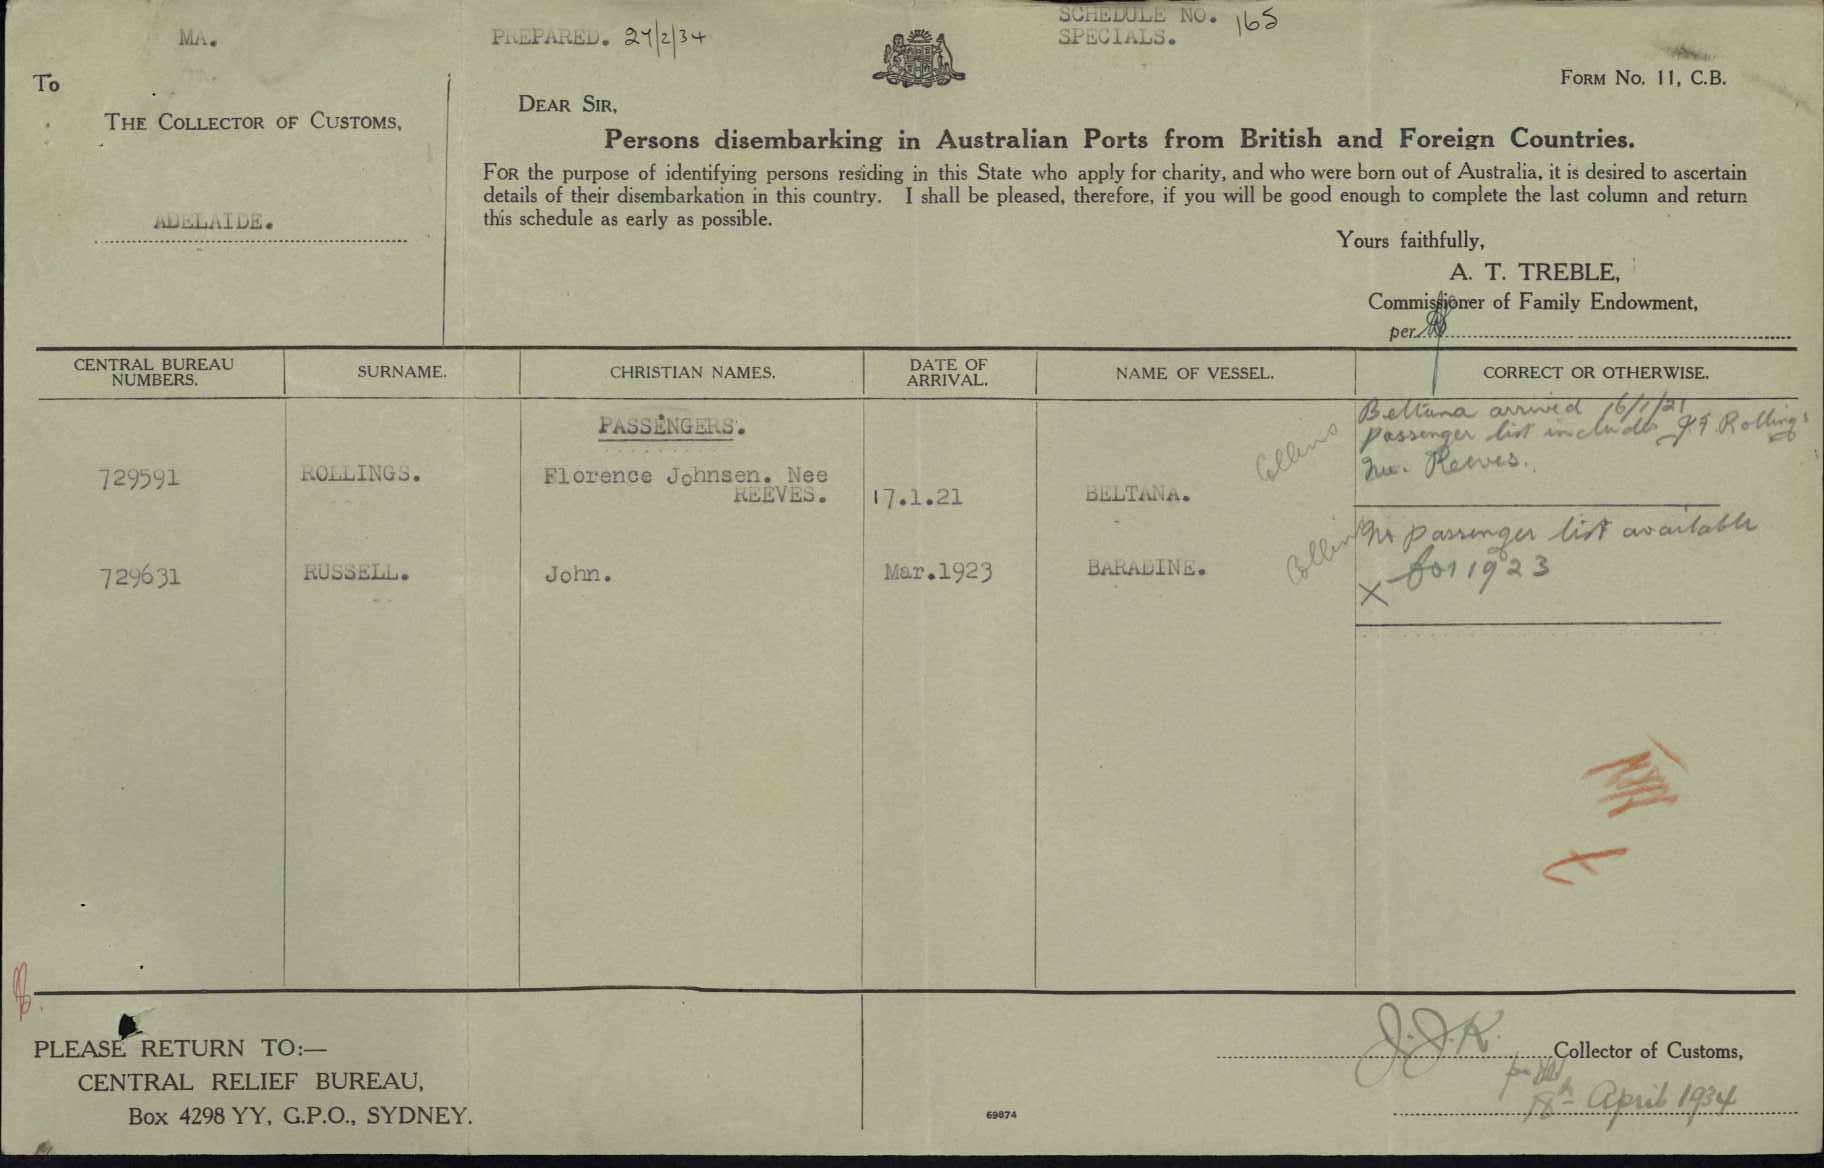 MA.
PREPARED. 27/2/34
SCHEDULE NO. 165
SPECIALS.
FORM No. 11, C.B.
To
THE COLLECTOR OF CUSTOMS,
ADELAIDE.
DEAR SIR,
Persons disembarking in Australian Ports from British and Foreign Countries.
FOR the purpose of identifying persons residing in this State who apply for charity, and who were born out of Australia, it is desired to ascertain
details of their disembarkation in this country. I shall be pleased, therefore, if you will be good enough to complete the last column and return
this schedule as early as possible.
Yours faithfully,
A. T. TREBLE,
Commissioner of Family Endowment,
per
CENTRAL BUREAU
NUMBERS.
SURNAME.
CHRISTIAN NAMES.
DATE OF
ARRIVAL.
NAME OF VESSEL.
CORRECT OR OTHERWISE.
PASSENGERS.
729591
ROLLINGS.
Florence Johnsen. Nee
REEVES.
17.1.21
BELTANA.
Collins
Beltana arrived 16/1/21
passenger list includes J.F. Rollings
nee. Reeves.
729631
RUSSELL.
John.
Mar.1923
BARADINE.
Collins
No passenger list available
X for 1923
PLEASE RETURN TO:—
CENTRAL RELIEF BUREAU,
Box 4298 YY, G.P.O., SYDNEY.
69874
J.J.K.
Collector of Customs,
18th April 1934